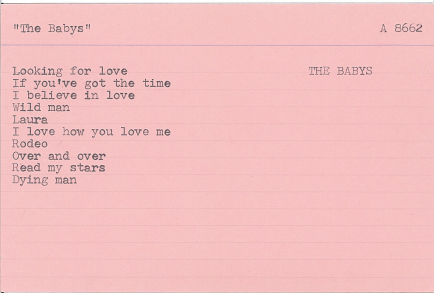 "The Babys" A 8662
Looking for love THE BABYS
If you've got the time
I believe in love
Wild man
Laura
I love how you love me
Rodeo
Over and over
Read my stars
Dying man